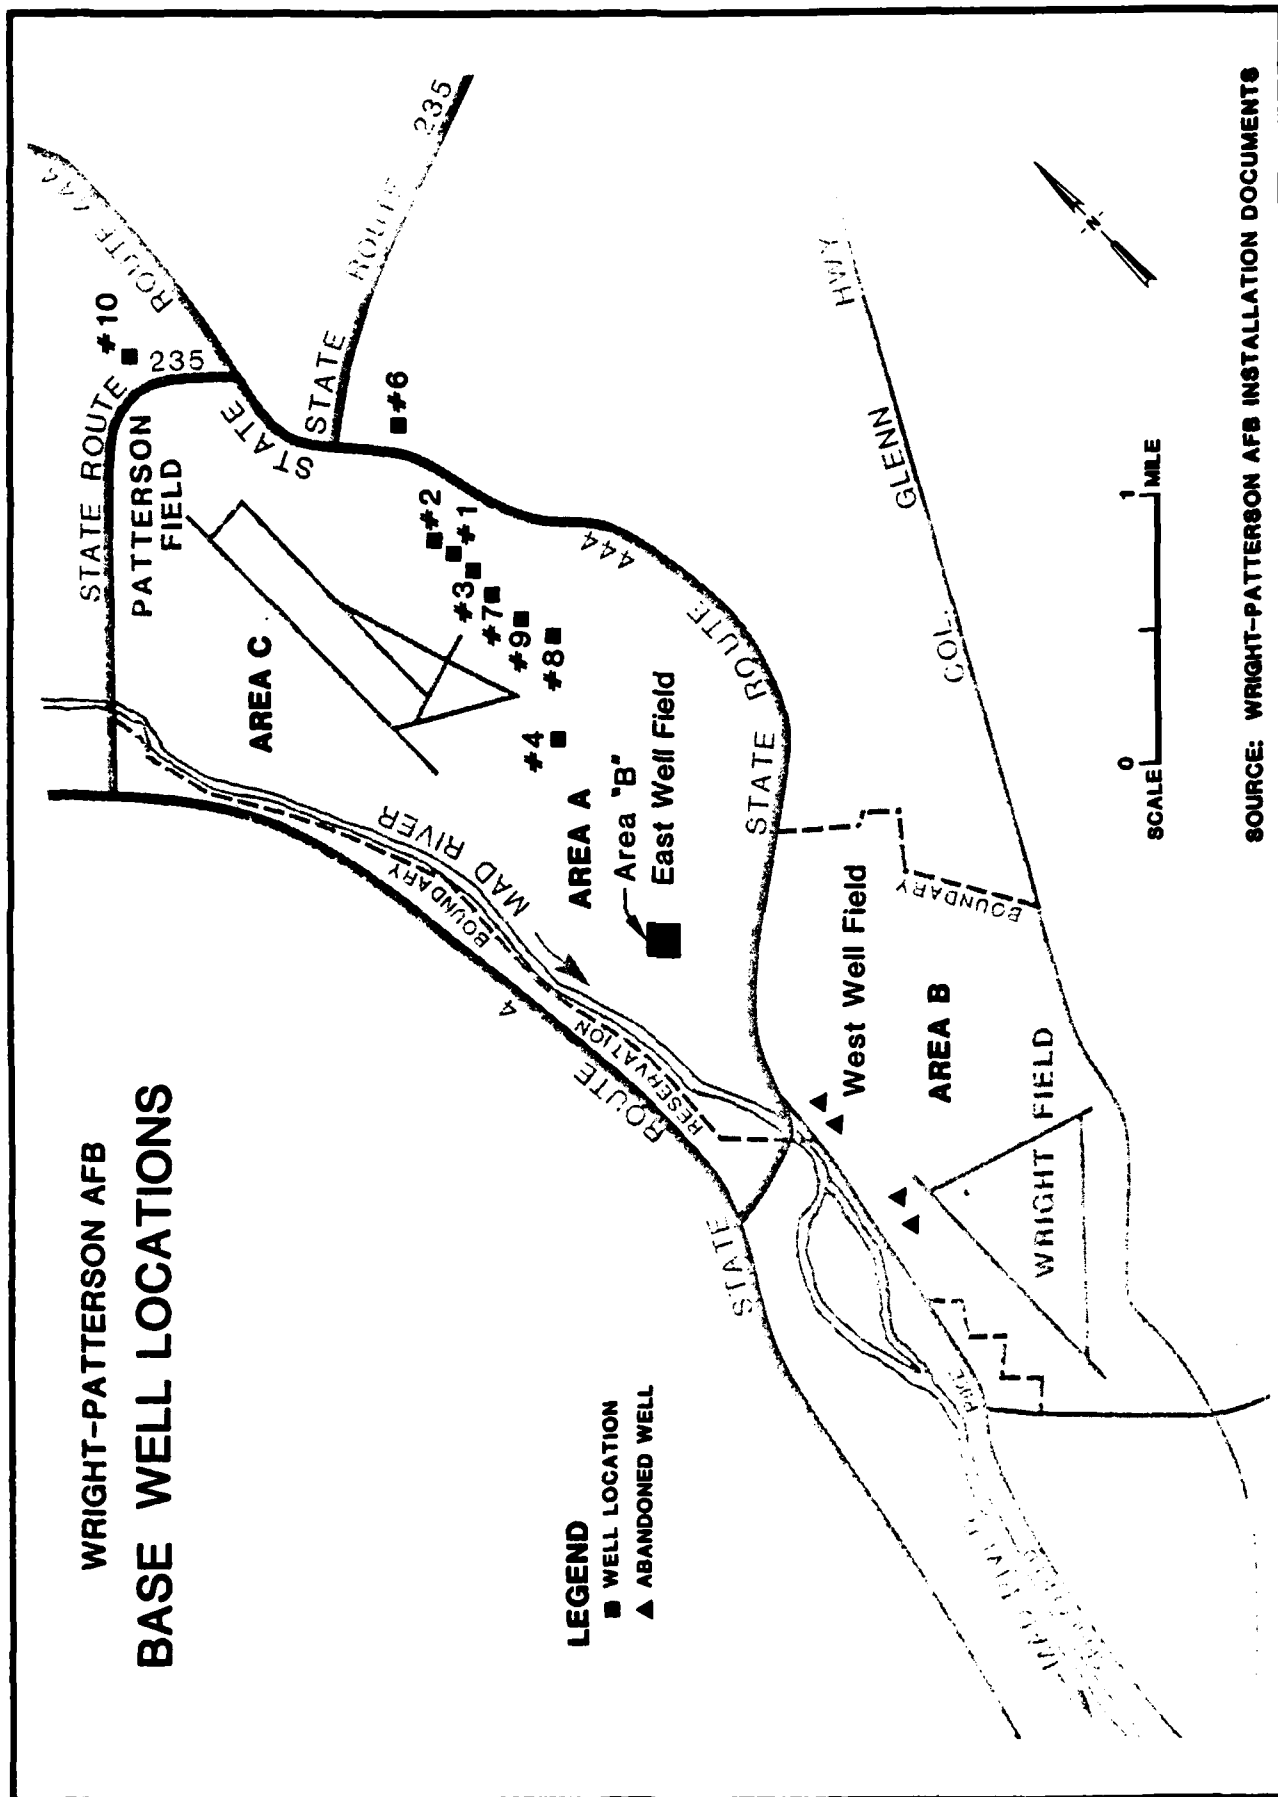 WRIGHT-PATTERSON AFB
BASE WELL LOCATIONS
STATE ROUTE 235
#10
ROUTE 444
STATE
PATTERSON
FIELD
STATE ROUTE 235
#6
AREA C
#2
#1
#3
#7
#9
#8
#4
MAD RIVER
RESERVATION BOUNDARY
STATE ROUTE 4
AREA A
Area "B"
East Well Field
STATE ROUTE 444
COL. GLENN HWY
BOUNDARY
West Well Field
AREA B
WRIGHT FIELD
PIKE
LEGEND
■ WELL LOCATION
▲ ABANDONED WELL
N
0 1 MILE
SCALE
SOURCE: WRIGHT-PATTERSON AFB INSTALLATION DOCUMENTS